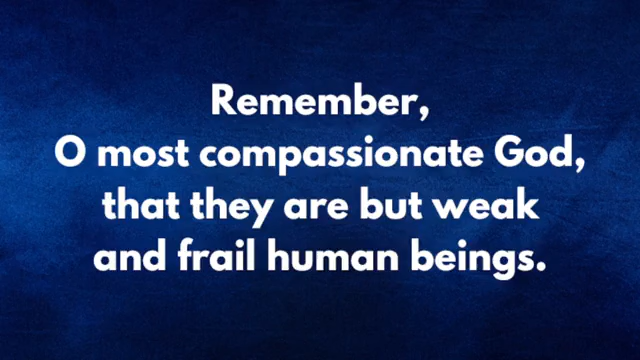 Remember,
O most compassionate God,
that they are but weak
and frail human beings.